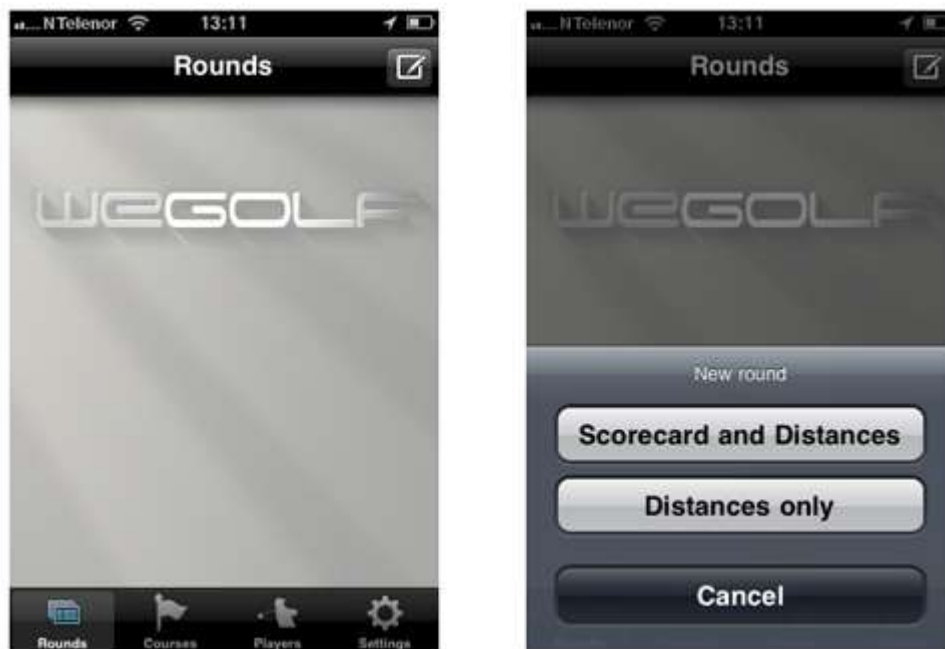 ...NTelenor 13:11
Rounds
WEGOLF
Rounds Courses Players Settings
...NTelenor 13:11
Rounds
WEGOLF
New round
Scorecard and Distances
Distances only
Cancel